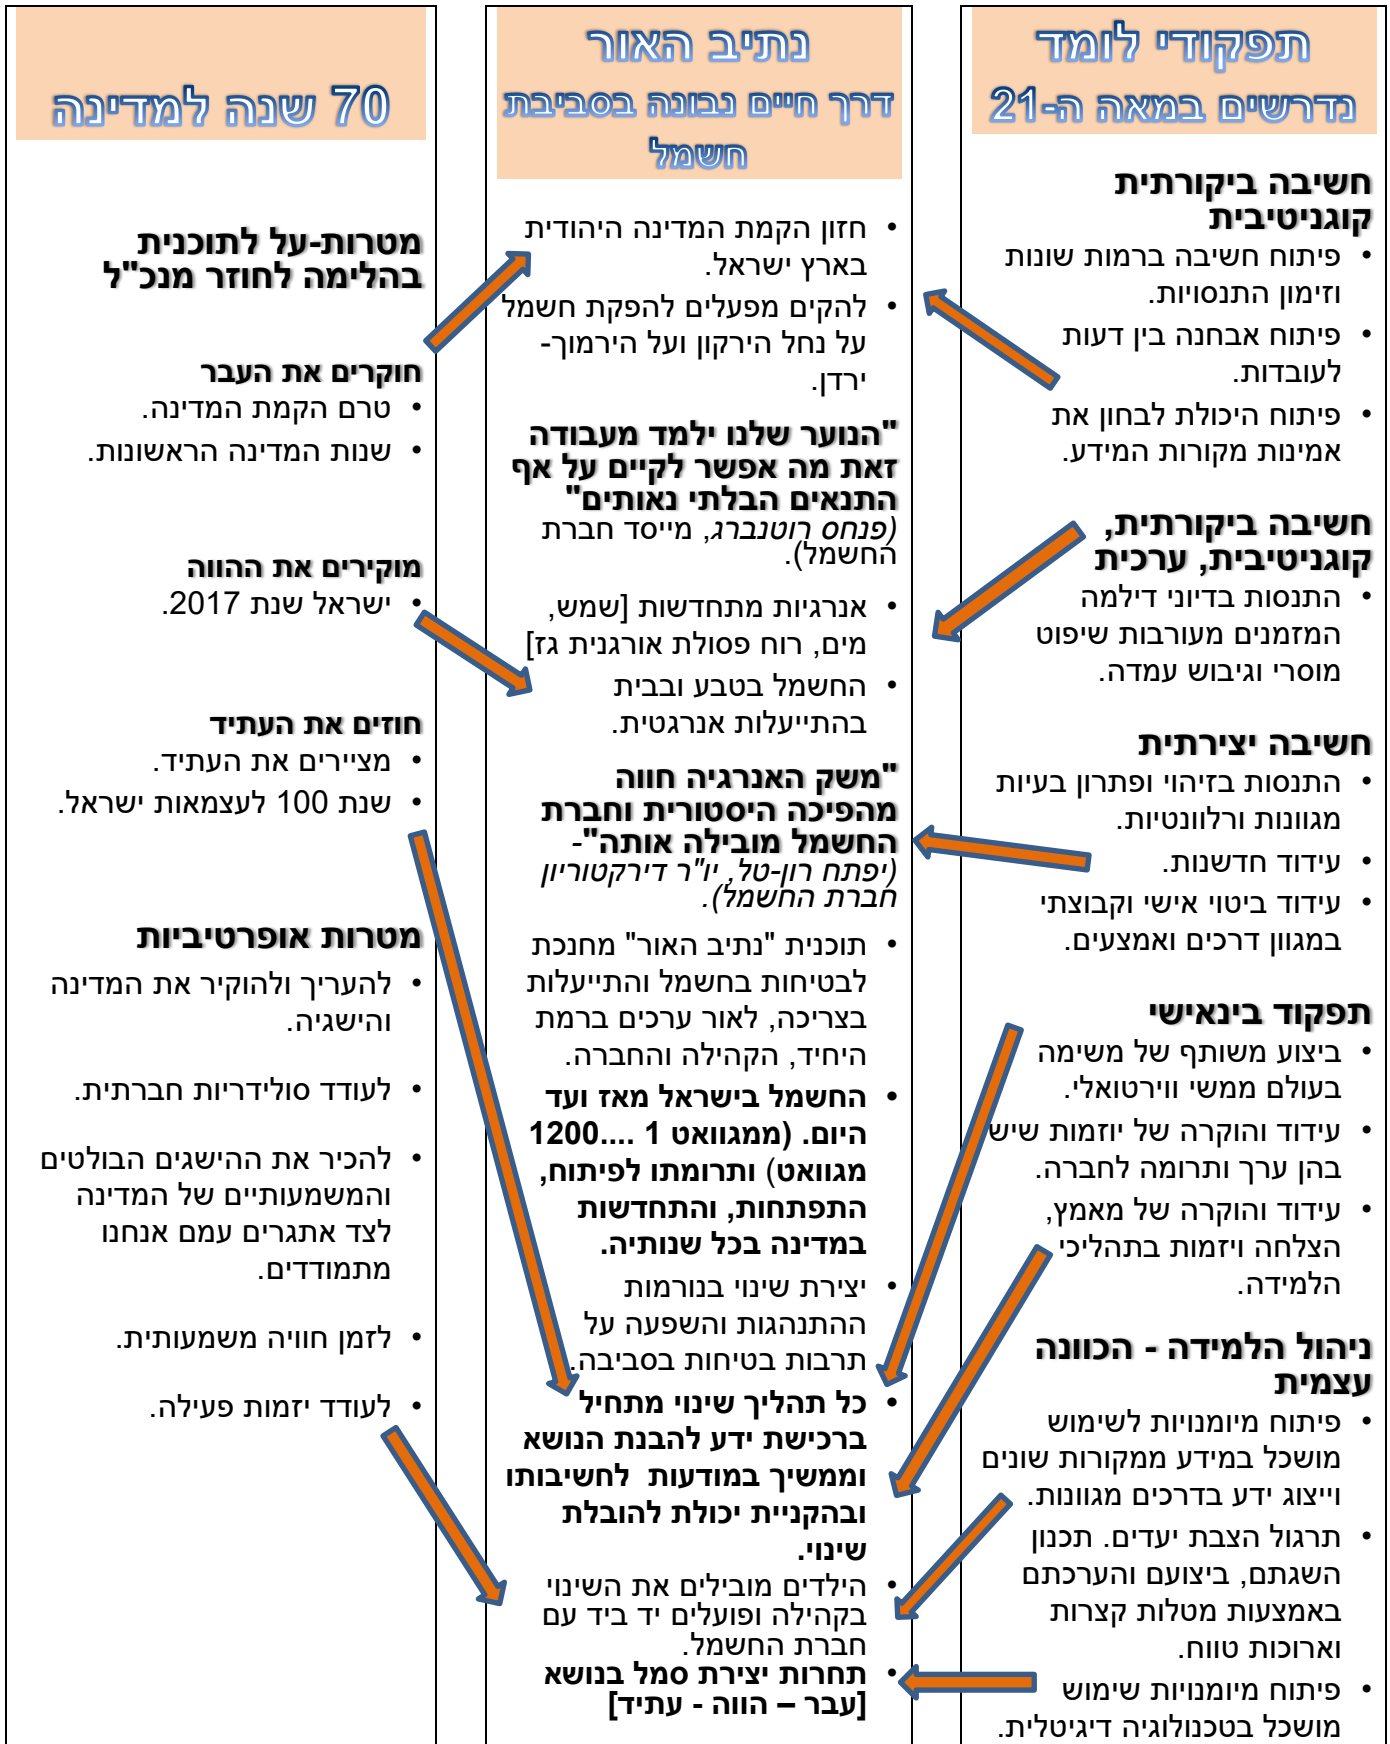 תפקודי לומד
נדרשים במאה ה-21
חשיבה ביקורתית
קוגניטיבית
• פיתוח חשיבה ברמות שונות
וזימון התנסויות.
• פיתוח אבחנה בין דעות
לעובדות.
• פיתוח היכולת לבחון את
אמינות מקורות המידע.
חשיבה ביקורתית,
קוגניטיבית, ערכית
• התנסות בדיוני דילמה
המזמנים מעורבות שיפוט
מוסרי וגיבוש עמדה.
חשיבה יצירתית
• התנסות בזיהוי ופתרון בעיות
מגוונות ורלוונטיות.
• עידוד חדשנות.
• עידוד ביטוי אישי וקבוצתי
במגוון דרכים ואמצעים.
תפקוד בינאישי
• ביצוע משותף של משימה
בעולם ממשי ווירטואלי.
• עידוד והוקרה של יוזמות שיש
בהן ערך ותרומה לחברה.
• עידוד והוקרה של מאמץ,
הצלחה ויזמות בתהליכי
הלמידה.
ניהול הלמידה - הכוונה
עצמית
• פיתוח מיומנויות לשימוש
מושכל במידע ממקורות שונים
וייצוג ידע בדרכים מגוונות.
• תרגול הצבת יעדים. תכנון
השגתם, ביצועם והערכתם
באמצעות מטלות קצרות
וארוכות טווח.
• פיתוח מיומנויות שימוש
מושכל בטכנולוגיה דיגיטלית.
נתיב האור
דרך חיים נבונה בסביבת
חשמל
• חזון הקמת המדינה היהודית
בארץ ישראל.
• להקים מפעלים להפקת חשמל
על נחל הירקון ועל הירמוך-
ירדן.
"הנוער שלנו ילמד מעבודה
זאת מה אפשר לקיים על אף
התנאים הבלתי נאותים"
(פנחס רוטנברג, מייסד חברת
החשמל).
• אנרגיות מתחדשות [שמש,
מים, רוח פסולת אורגנית גז]
• החשמל בטבע ובבית
בהתייעלות אנרגטית.
"משק האנרגיה חווה
מהפיכה היסטורית וחברת
החשמל מובילה אותה"-
(יפתח רון-טל, יו"ר דירקטוריון
חברת החשמל).
• תוכנית "נתיב האור" מחנכת
לבטיחות בחשמל והתייעלות
בצריכה, לאור ערכים ברמת
היחיד, הקהילה והחברה.
• החשמל בישראל מאז ועד
היום. (ממגוואט 1 ....1200
מגוואט) ותרומתו לפיתוח,
התפתחות, והתחדשות
במדינה בכל שנותיה.
• יצירת שינוי בנורמות
ההתנהגות והשפעה על
תרבות בטיחות בסביבה.
• כל תהליך שינוי מתחיל
ברכישת ידע להבנת הנושא
וממשיך במודעות לחשיבותו
ובהקניית יכולת להובלת
שינוי.
• הילדים מובילים את השינוי
בקהילה ופועלים יד ביד עם
חברת החשמל.
• תחרות יצירת סמל בנושא
[עבר – הווה - עתיד]
70 שנה למדינה
מטרות-על לתוכנית
בהלימה לחוזר מנכ"ל
חוקרים את העבר
• טרם הקמת המדינה.
• שנות המדינה הראשונות.
מוקירים את ההווה
• ישראל שנת 2017.
חוזים את העתיד
• מציירים את העתיד.
• שנת 100 לעצמאות ישראל.
מטרות אופרטיביות
• להעריך ולהוקיר את המדינה
והישגיה.
• לעודד סולידריות חברתית.
• להכיר את ההישגים הבולטים
והמשמעותיים של המדינה
לצד אתגרים עמם אנחנו
מתמודדים.
• לזמן חוויה משמעותית.
• לעודד יזמות פעילה.